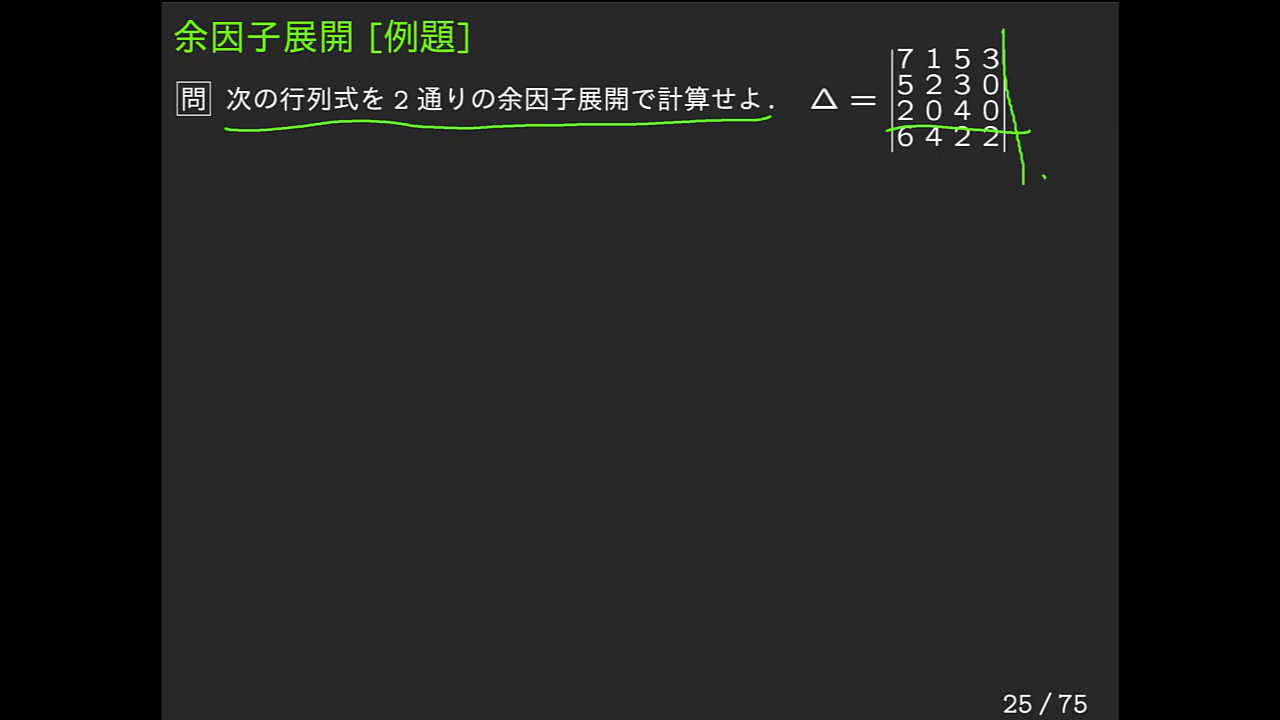 余因子展開 [例題]
問 次の行列式を 2 通りの余因子展開で計算せよ. Δ =
7 1 5 3
5 2 3 0
2 0 4 0
6 4 2 2
25 / 75